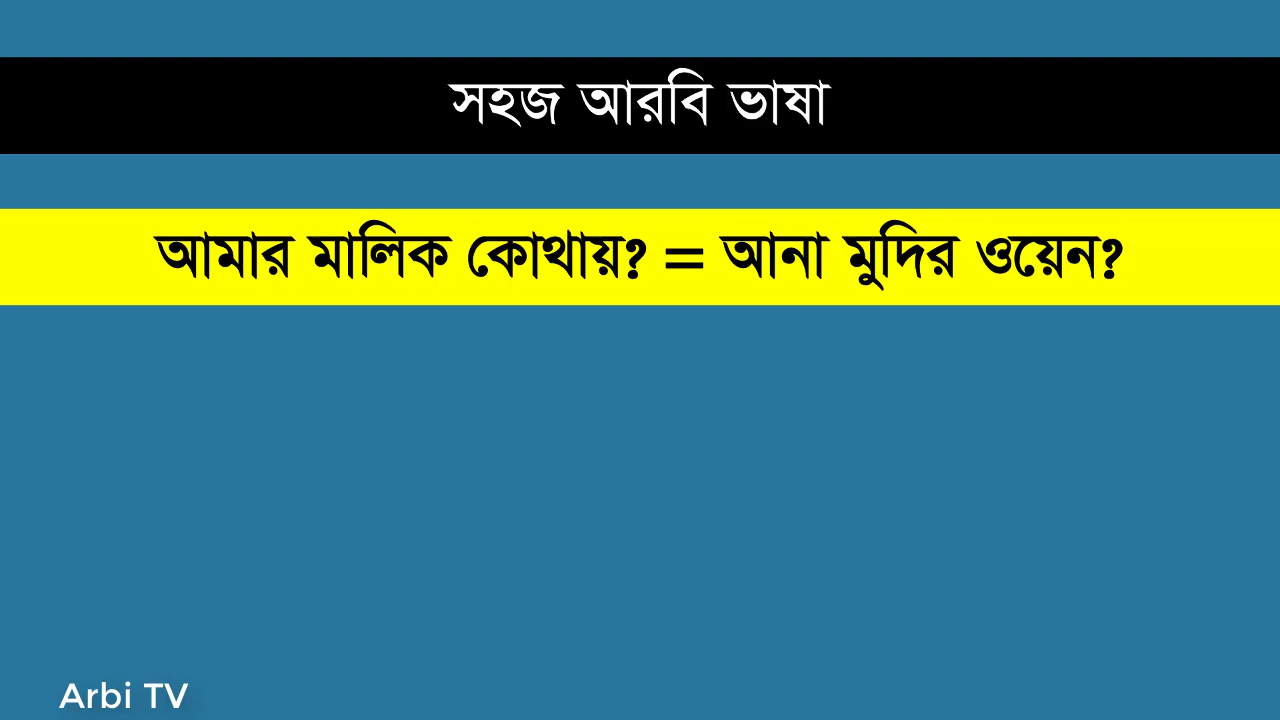 সহজ আরবি ভাষা
আমার মালিক কোথায়? = আনা মুদির ওয়েন?
Arbi TV